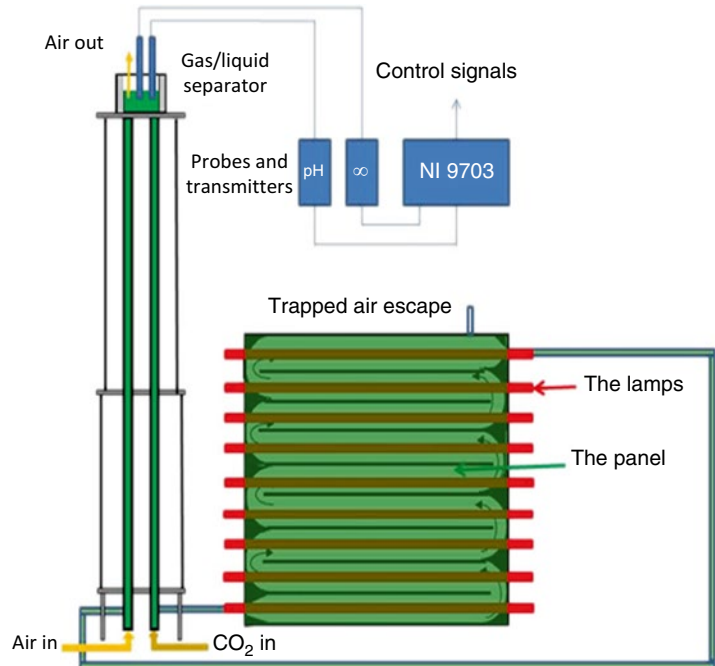 Air out
Gas/liquid
separator
Control signals
Probes and
transmitters
pH
∞
NI 9703
Trapped air escape
The lamps
The panel
Air in
CO₂ in